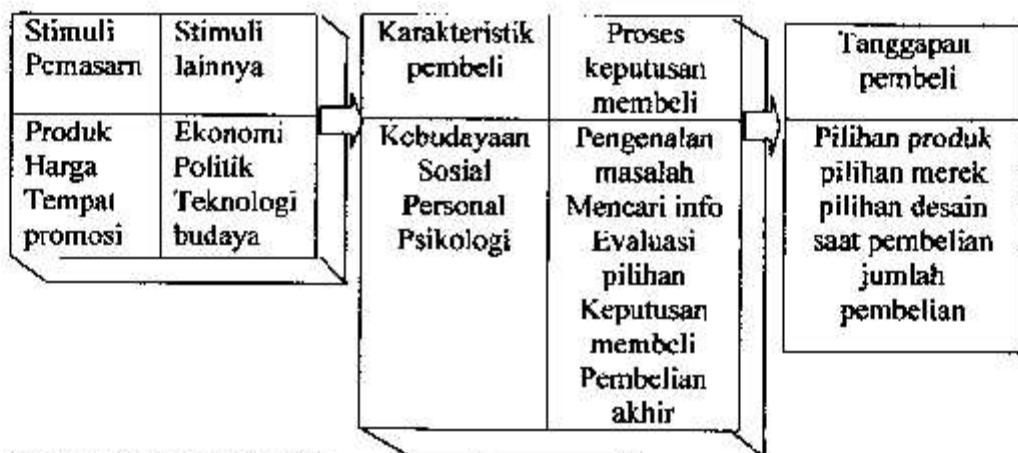 Stimuli
Pemasarn
Stimuli
lainnya
Produk
Harga
Tempat
promosi
Ekonomi
Politik
Teknologi
budaya
Karakteristik
pembeli
Proses
keputusan
membeli
Kebudayaan
Sosial
Personal
Psikologi
Pengenalan
masalah
Mencari info
Evaluasi
pilihan
Keputusan
membeli
Pembelian
akhir
Tanggapan
pembeli
Pilihan produk
pilihan merek
pilihan desain
saat pembelian
jumlah
pembelian